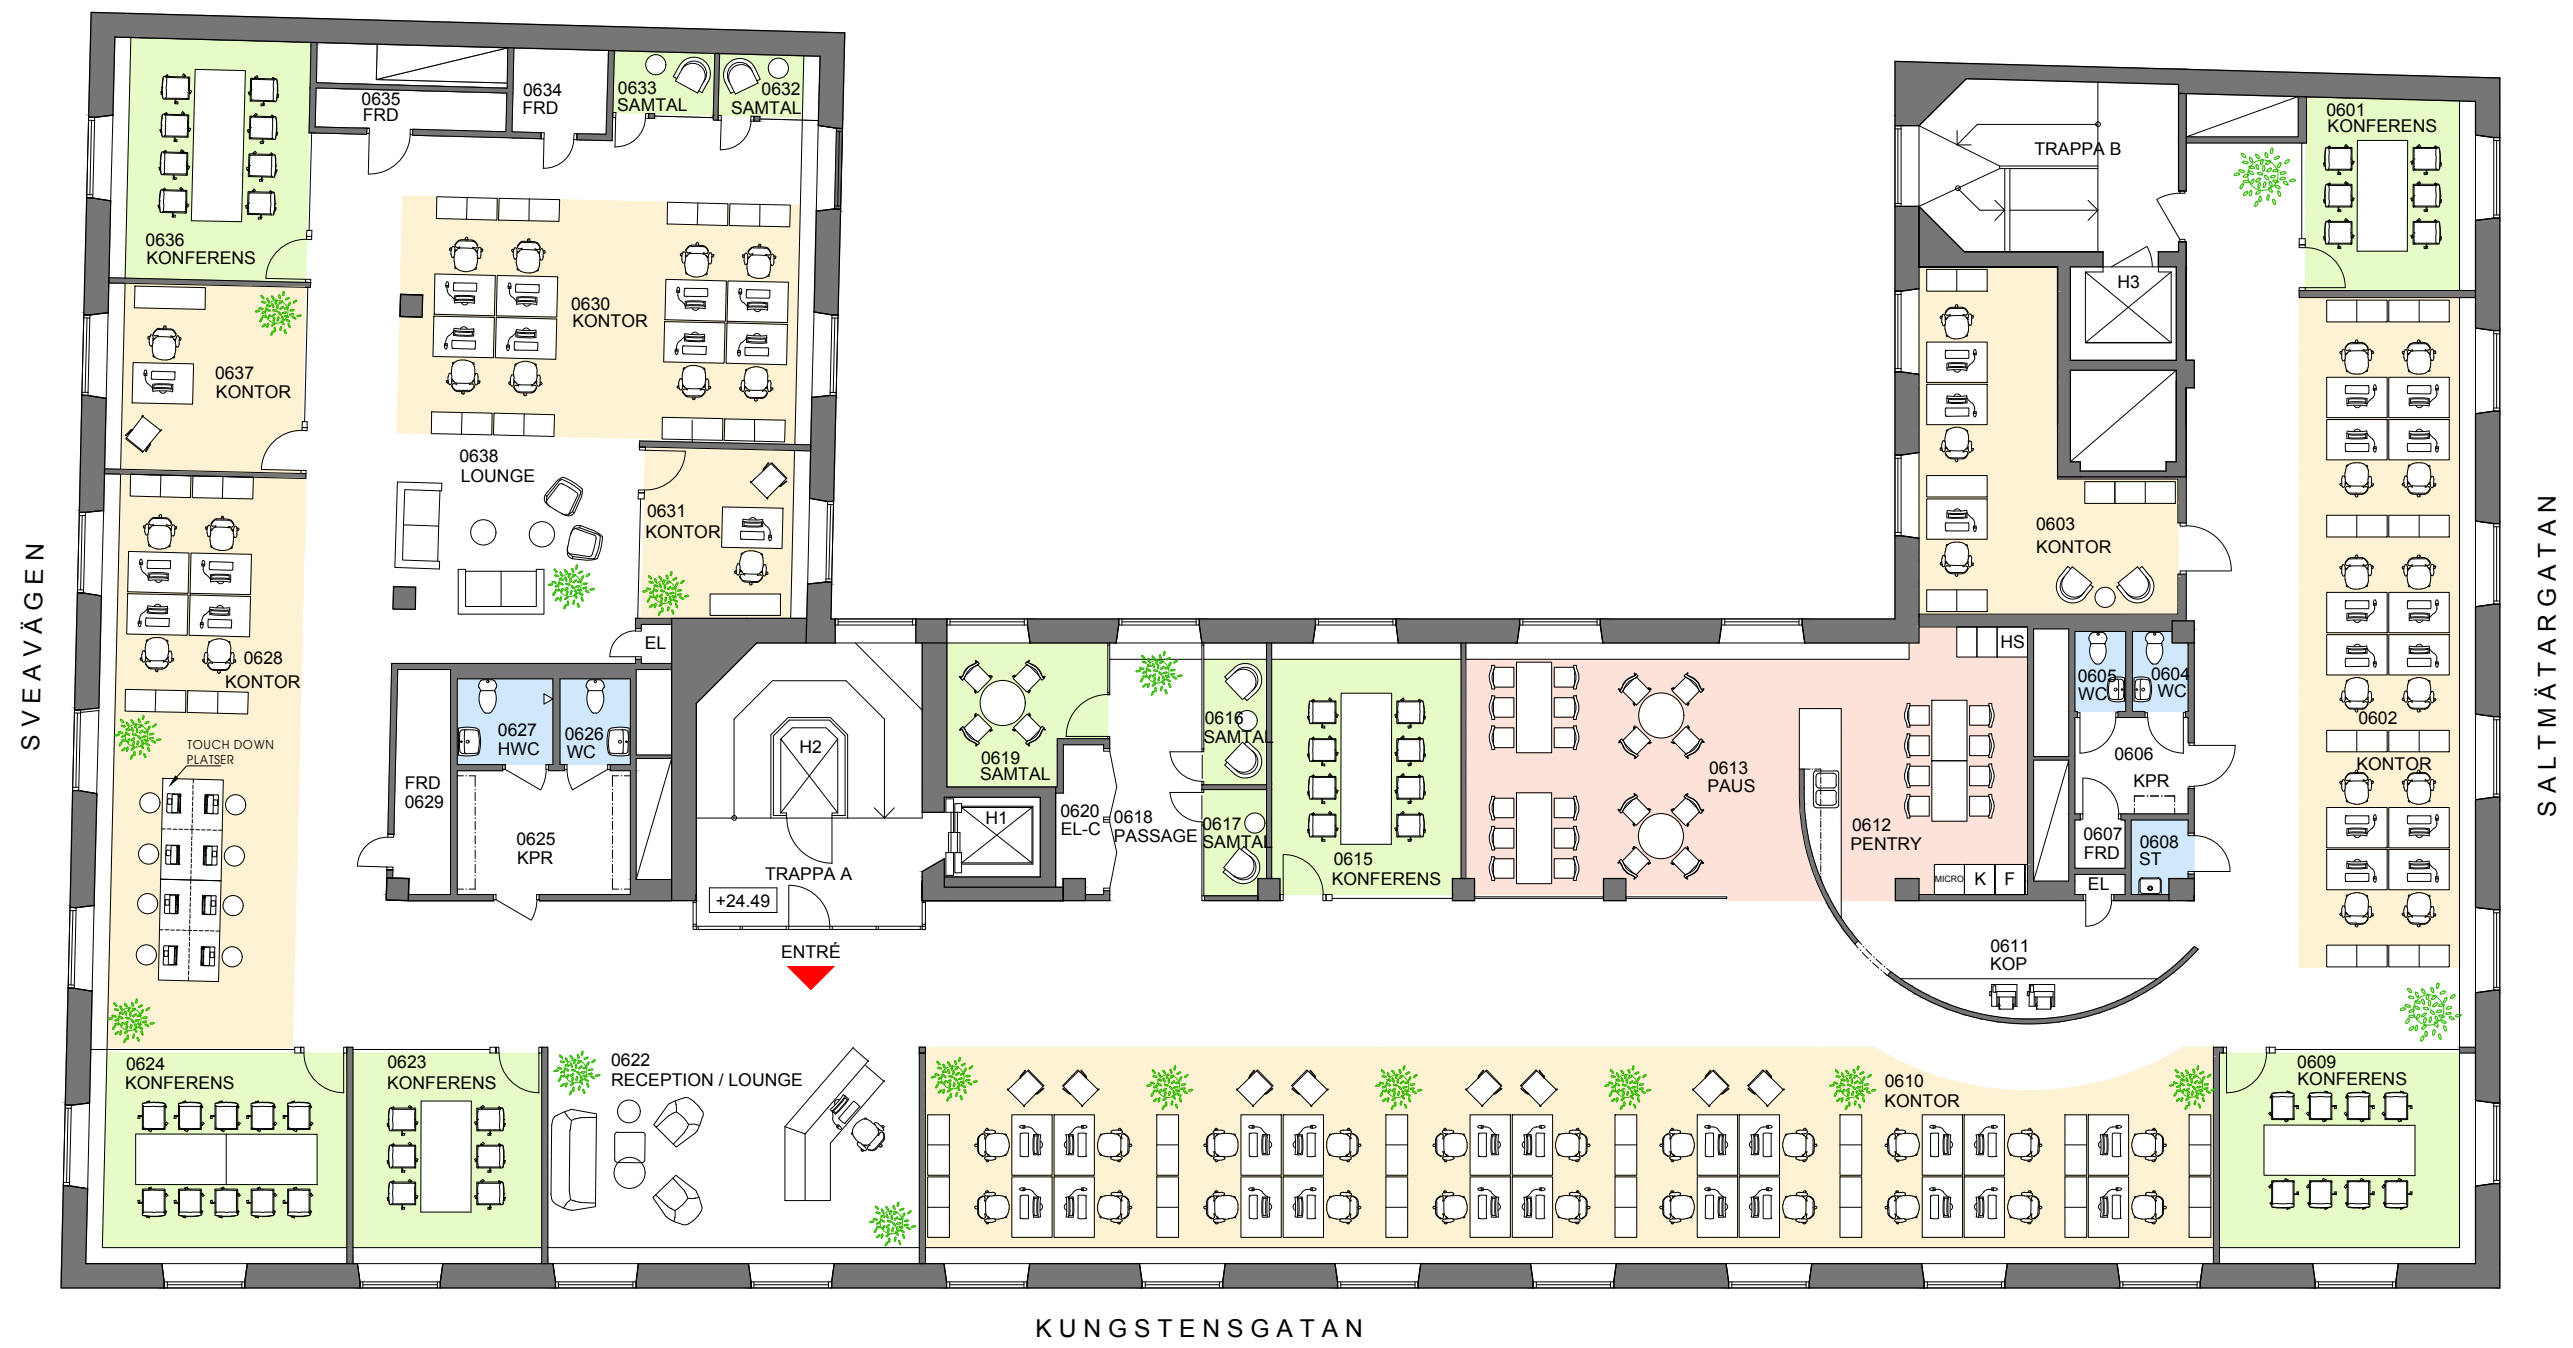 0636
KONFERENS
0635
FRD
0634
FRD
0633
SAMTAL
0632
SAMTAL
TRAPPA B
0601
KONFERENS
H3
0630
KONTOR
0637
KONTOR
0638
LOUNGE
0631
KONTOR
0603
KONTOR
SVEAVÄGEN
SALTMÄTARGATAN
EL
HS
0628
KONTOR
TOUCH DOWN
PLATSER
0627
HWC
0626
WC
H2
0619
SAMTAL
0616
SAMTAL
0605
WC
0604
WC
0602
KONTOR
0606
KPR
FRD
0629
0625
KPR
H1
0620
EL-C
0618
PASSAGE
0617
SAMTAL
0613
PAUS
0612
PENTRY
0607
FRD
0608
ST
TRAPPA A
+24.49
0615
KONFERENS
MICRO
K
F
EL
ENTRÉ
0611
KOP
0624
KONFERENS
0623
KONFERENS
0622
RECEPTION / LOUNGE
0610
KONTOR
0609
KONFERENS
KUNGSTENSGATAN